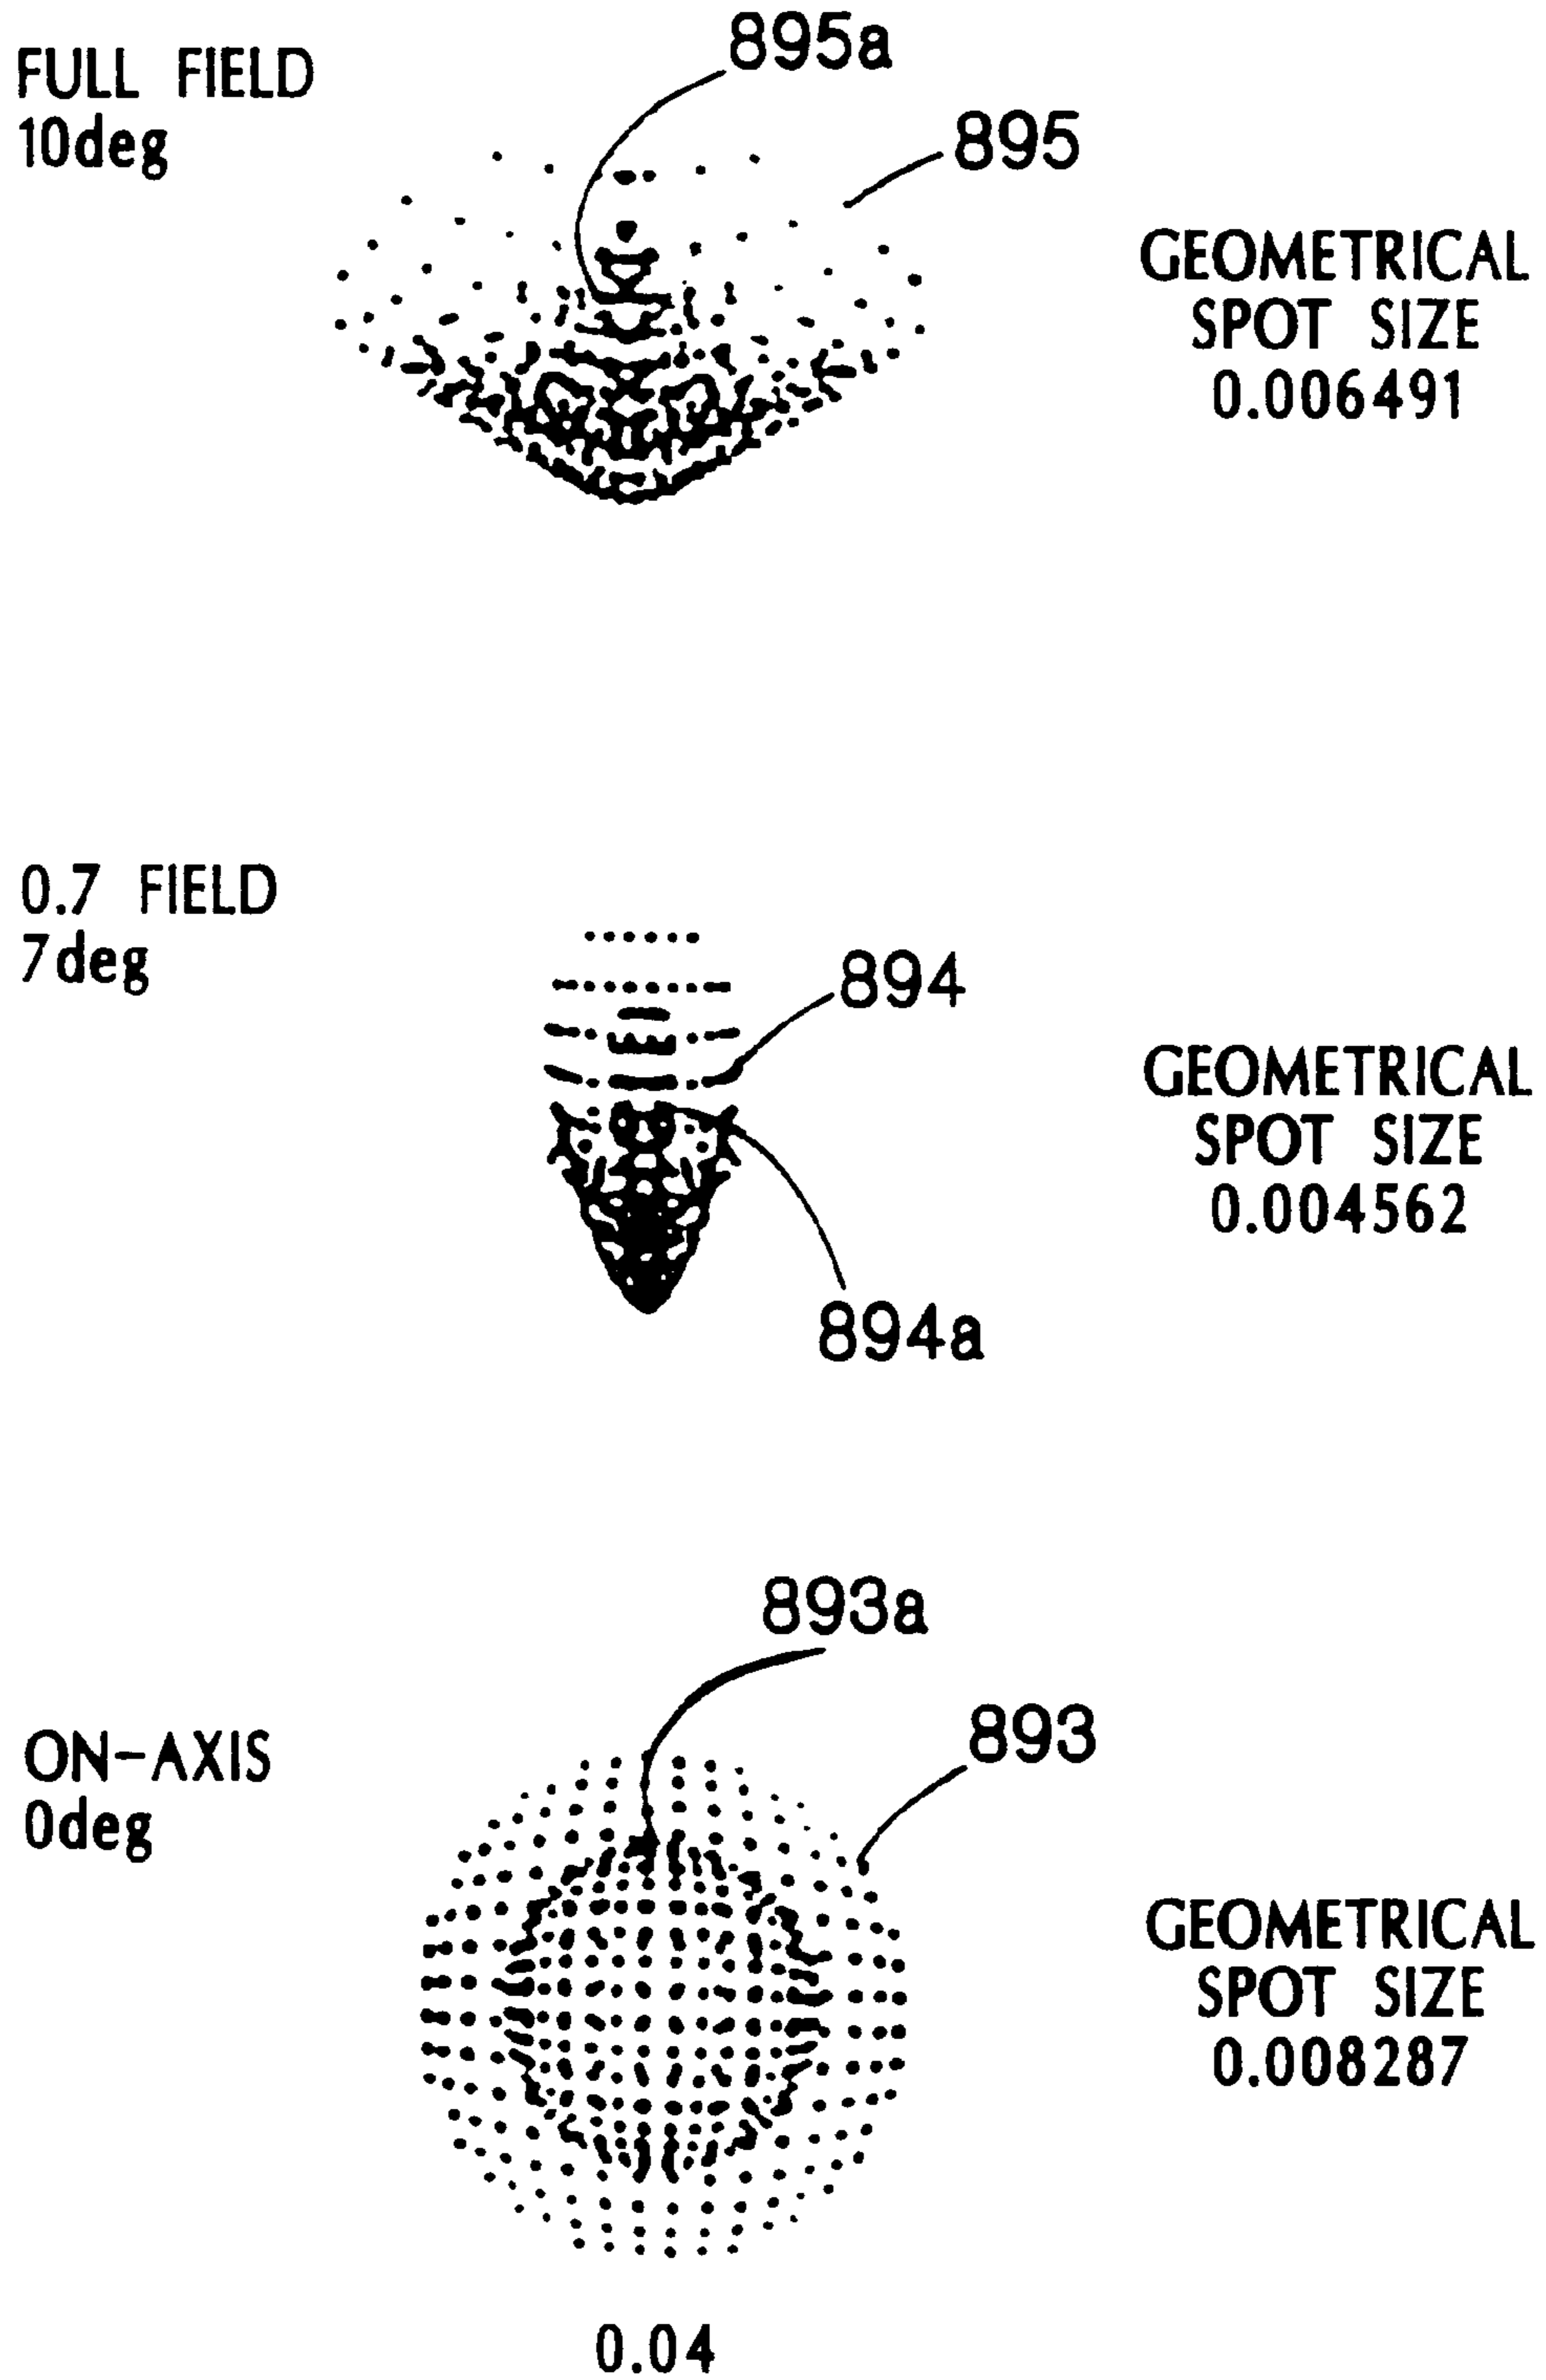 895a
FULL FIELD
10deg
895
GEOMETRICAL
SPOT SIZE
0.006491
0.7 FIELD
7deg
894
GEOMETRICAL
SPOT SIZE
0.004562
894a
893a
893
ON-AXIS
0deg
GEOMETRICAL
SPOT SIZE
0.008287
0.04